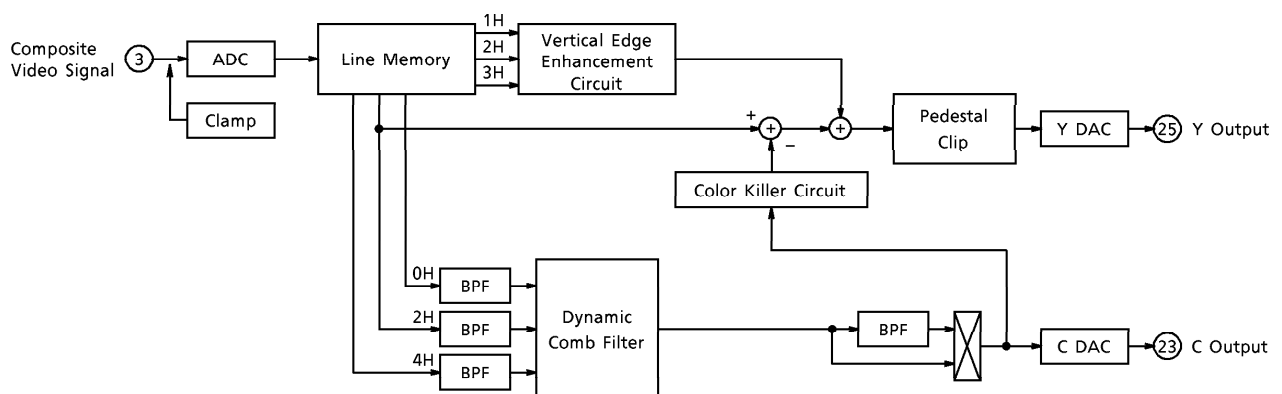 1H
Composite
Video Signal
3
ADC
Line Memory
2H
3H
Vertical Edge
Enhancement
Circuit
Clamp
+
+
−
+
Pedestal
Clip
Y DAC
25
Y Output
Color Killer Circuit
0H
BPF
2H
BPF
4H
BPF
Dynamic
Comb Filter
BPF
C DAC
23
C Output